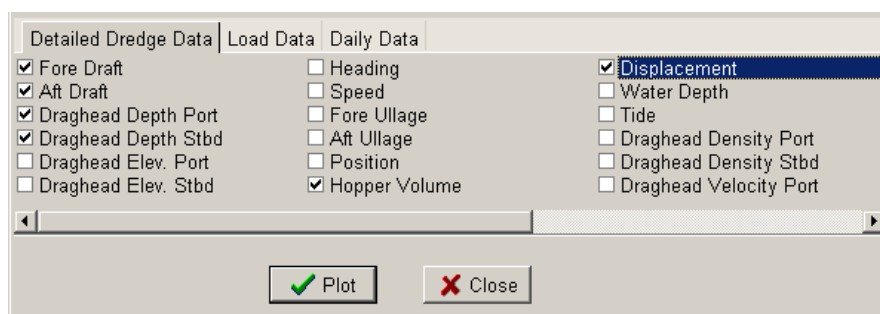 Detailed Dredge Data Load Data Daily Data
Fore Draft Heading Displacement
Aft Draft Speed Water Depth
Draghead Depth Port Fore Ullage Tide
Draghead Depth Stbd Aft Ullage Draghead Density Port
Draghead Elev. Port Position Draghead Density Stbd
Draghead Elev. Stbd Hopper Volume Draghead Velocity Port
Plot Close